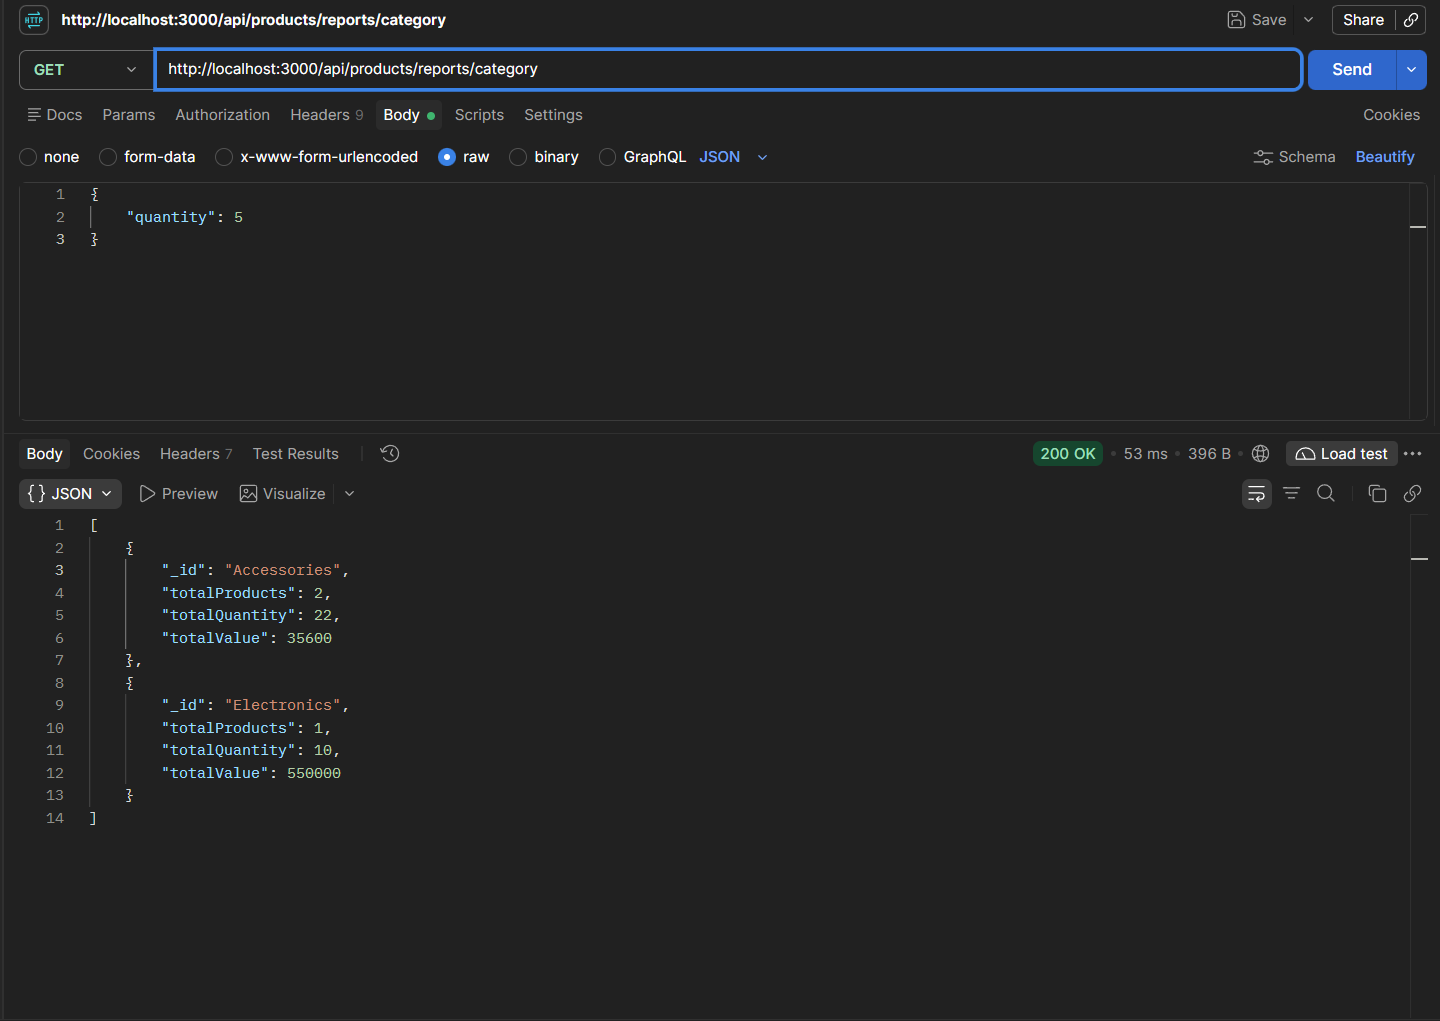 HTTP http://localhost:3000/api/products/reports/category Save Share
GET http://localhost:3000/api/products/reports/category Send
Docs Params Authorization Headers 9 Body Scripts Settings Cookies
none form-data x-www-form-urlencoded raw binary GraphQL JSON Schema Beautify
1 {
2 "quantity": 5
3 }
Body Cookies Headers 7 Test Results 200 OK • 53 ms • 396 B • Load test
{} JSON Preview Visualize
1 [
2 {
3 "_id": "Accessories",
4 "totalProducts": 2,
5 "totalQuantity": 22,
6 "totalValue": 35600
7 },
8 {
9 "_id": "Electronics",
10 "totalProducts": 1,
11 "totalQuantity": 10,
12 "totalValue": 550000
13 }
14 ]